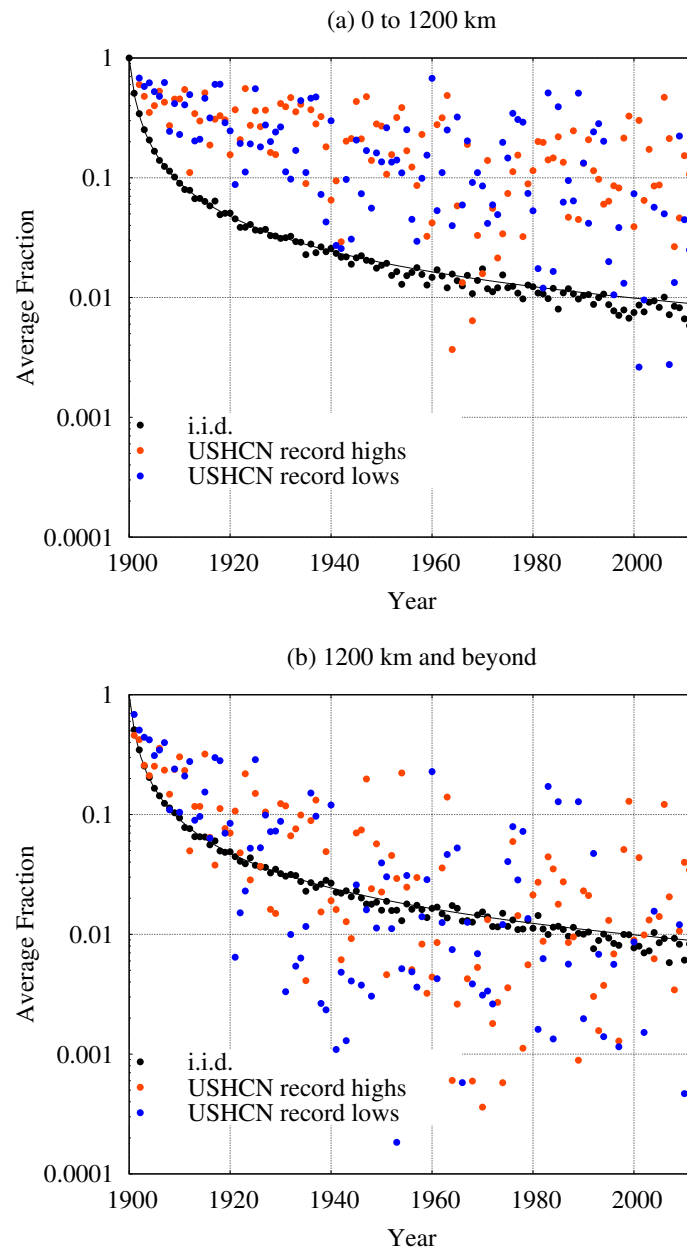 (a) 0 to 1200 km
1
0.1
0.01
0.001
0.0001
Average Fraction
i.i.d.
USHCN record highs
USHCN record lows
1900 1920 1940 1960 1980 2000
Year
(b) 1200 km and beyond
1
0.1
0.01
0.001
0.0001
Average Fraction
i.i.d.
USHCN record highs
USHCN record lows
1900 1920 1940 1960 1980 2000
Year